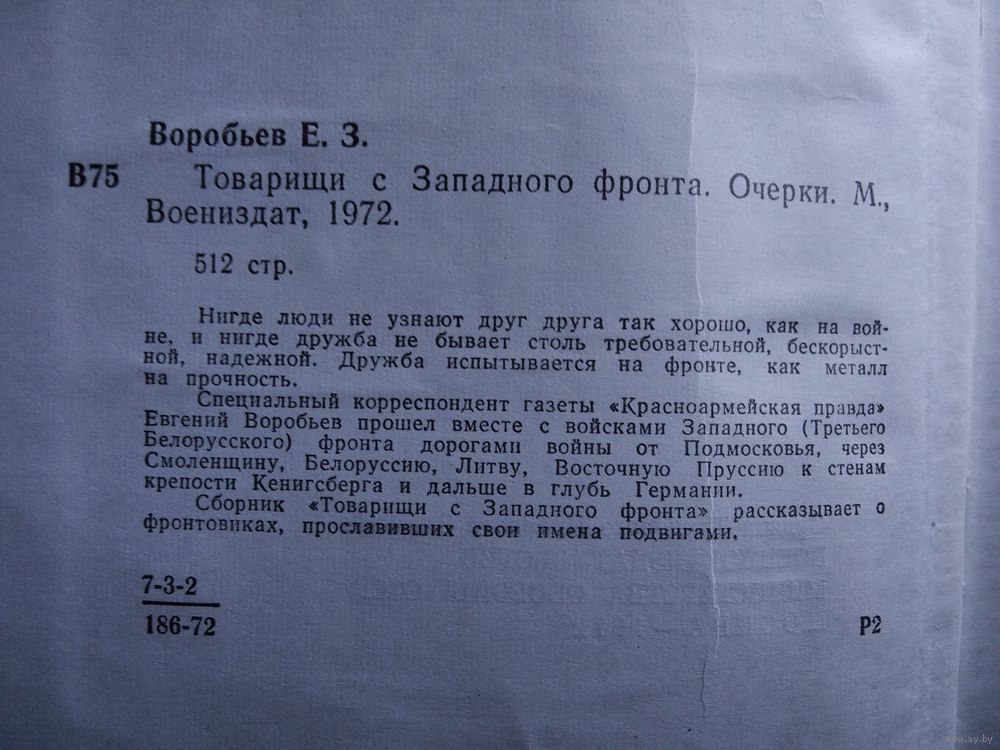 Воробьев Е. З.
В75 Товарищи с Западного фронта. Очерки. М.,
Воениздат, 1972.
512 стр.
Нигде люди не узнают друг друга так хорошо, как на вой-
не, и нигде дружба не бывает столь требовательной, бескорыст-
ной, надежной. Дружба испытывается на фронте, как металл
на прочность.
Специальный корреспондент газеты «Красноармейская правда»
Евгений Воробьев прошел вместе с войсками Западного (Третьего
Белорусского) фронта дорогами войны от Подмосковья, через
Смоленщину, Белоруссию, Литву, Восточную Пруссию к стенам
крепости Кенигсберга и дальше в глубь Германии.
Сборник «Товарищи с Западного фронта» рассказывает о
фронтовиках, прославивших свои имена подвигами.
7-3-2
186-72
Р2
www.ay.by